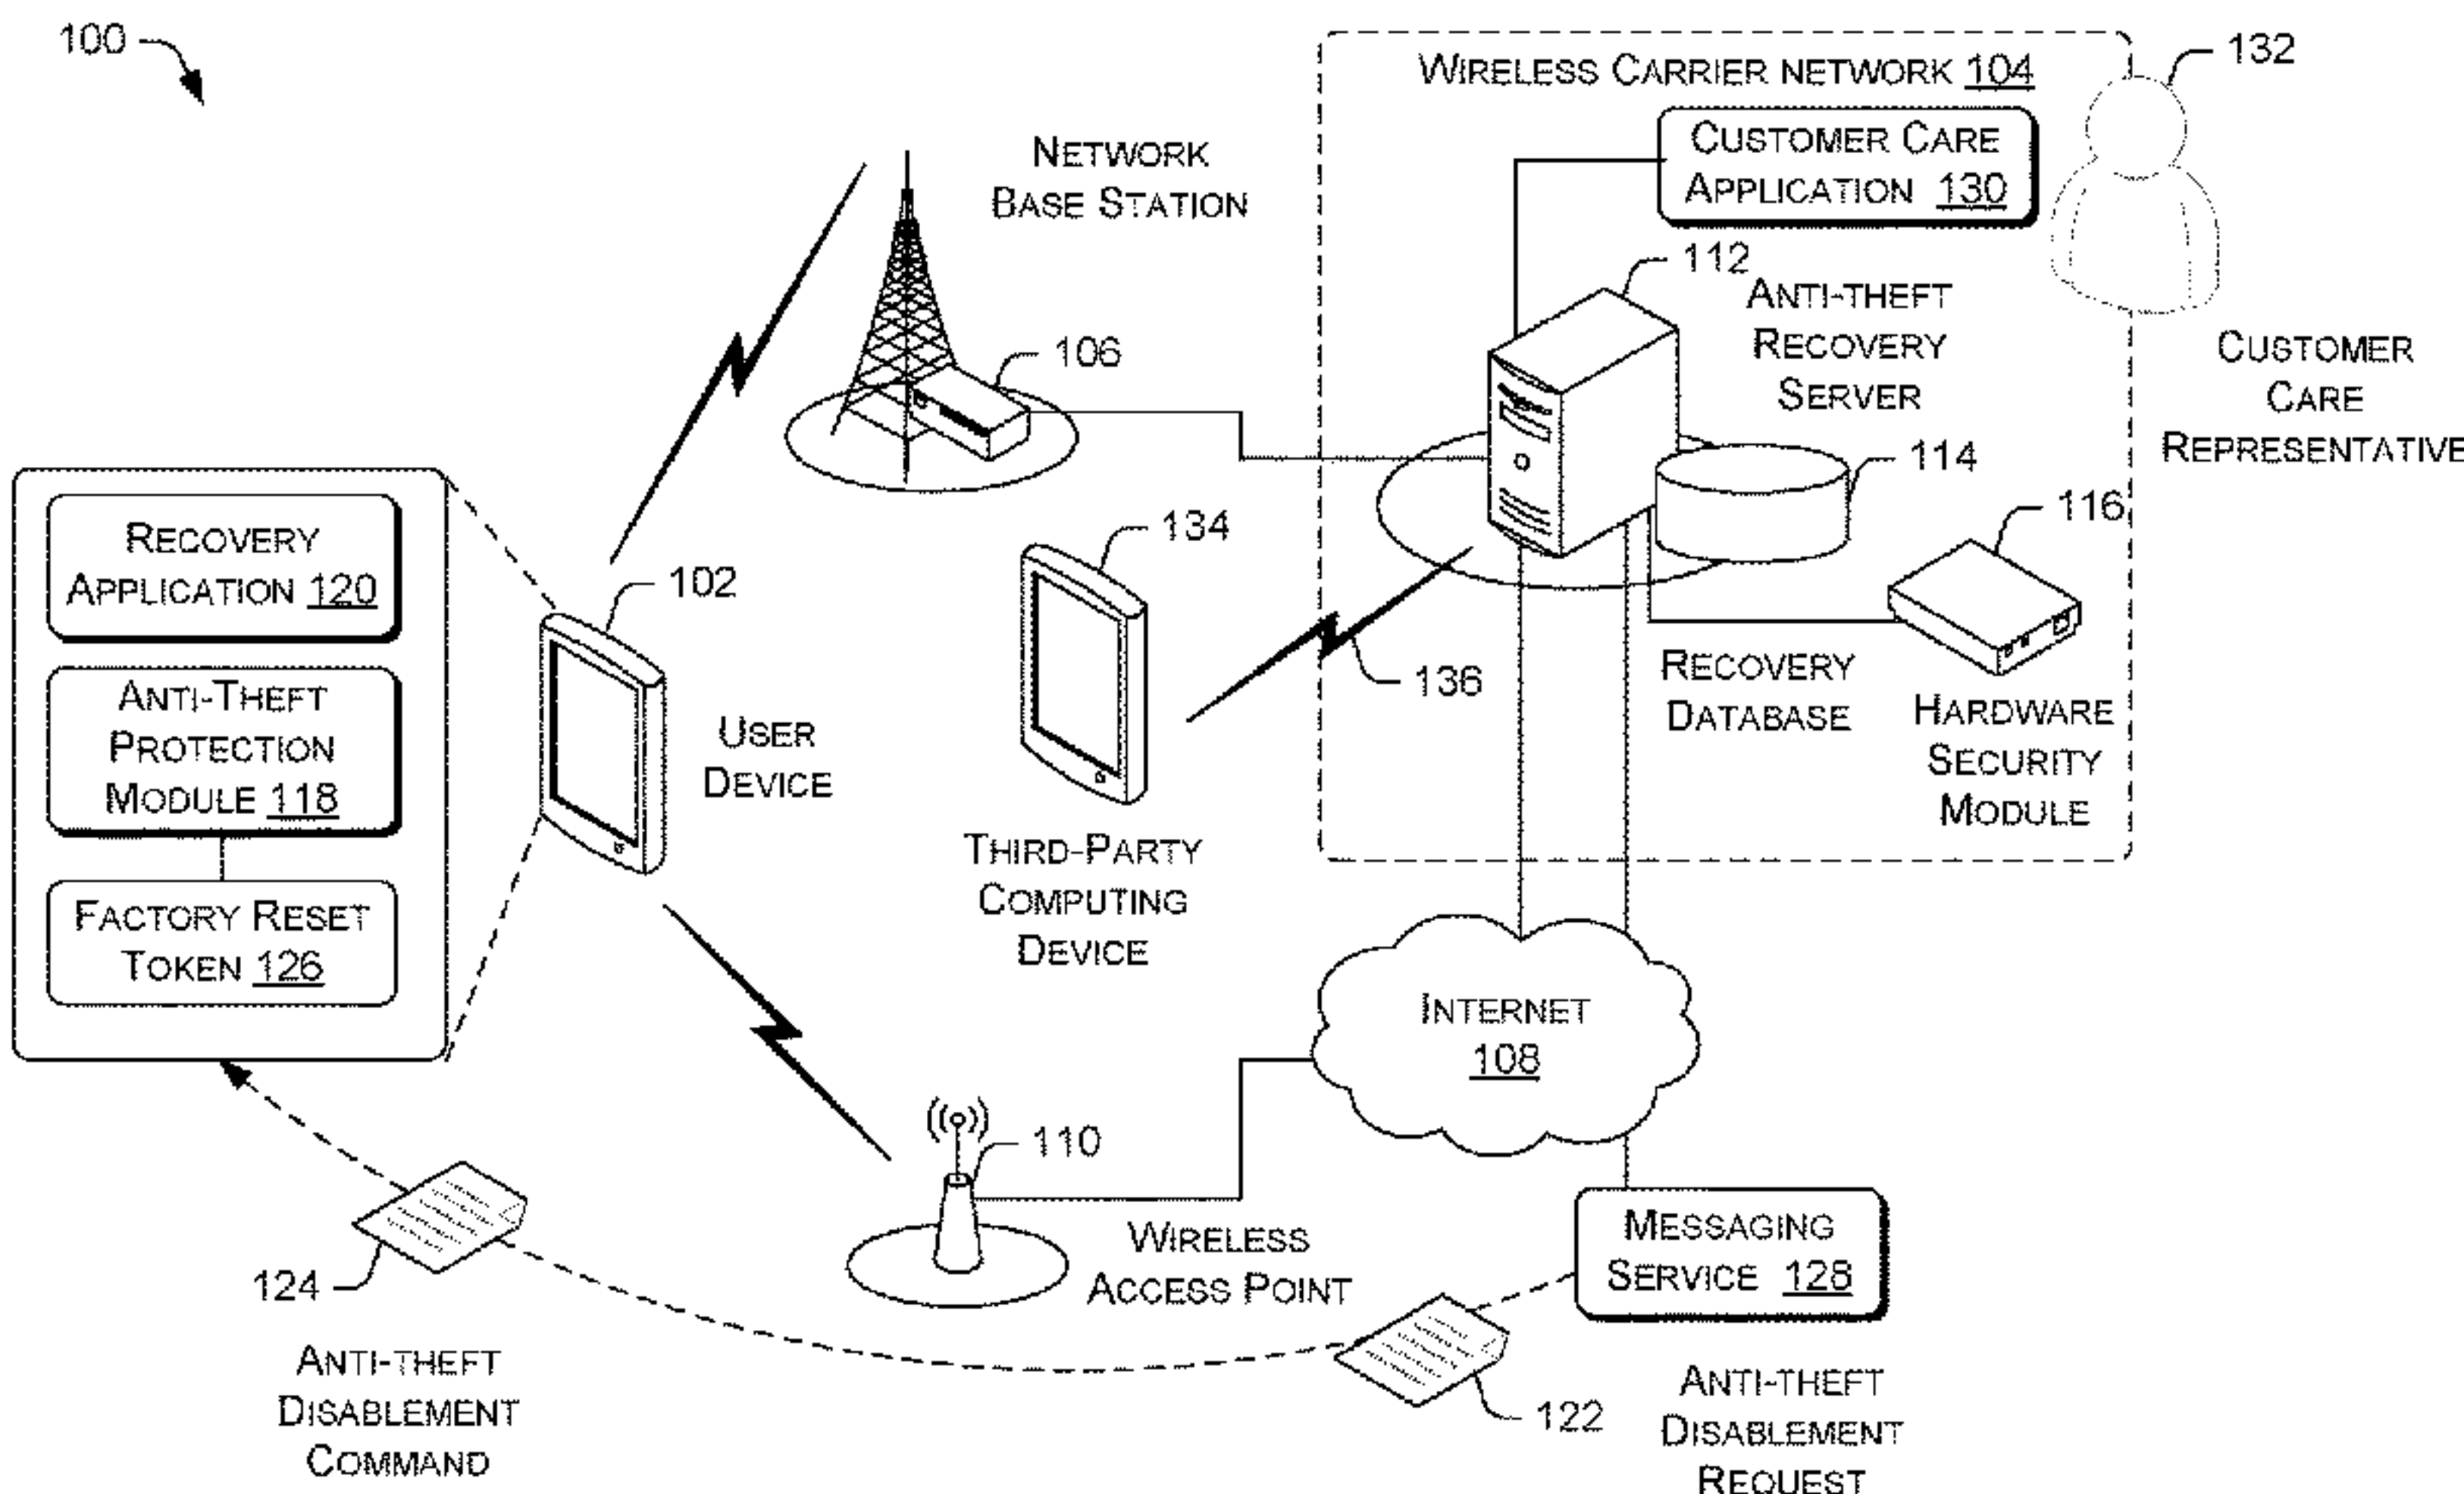 100
WIRELESS CARRIER NETWORK 104
132
CUSTOMER CARE
APPLICATION 130
NETWORK
BASE STATION
112
ANTI-THEFT
RECOVERY
SERVER
106
CUSTOMER
CARE
REPRESENTATIVE
114
116
134
RECOVERY
APPLICATION 120
ANTI-THEFT
PROTECTION
MODULE 118
FACTORY RESET
TOKEN 126
102
USER
DEVICE
136
RECOVERY
DATABASE
HARDWARE
SECURITY
MODULE
THIRD-PARTY
COMPUTING
DEVICE
INTERNET
108
110
WIRELESS
ACCESS POINT
MESSAGING
SERVICE 128
124
ANTI-THEFT
DISABLEMENT
COMMAND
122
ANTI-THEFT
DISABLEMENT
REQUEST